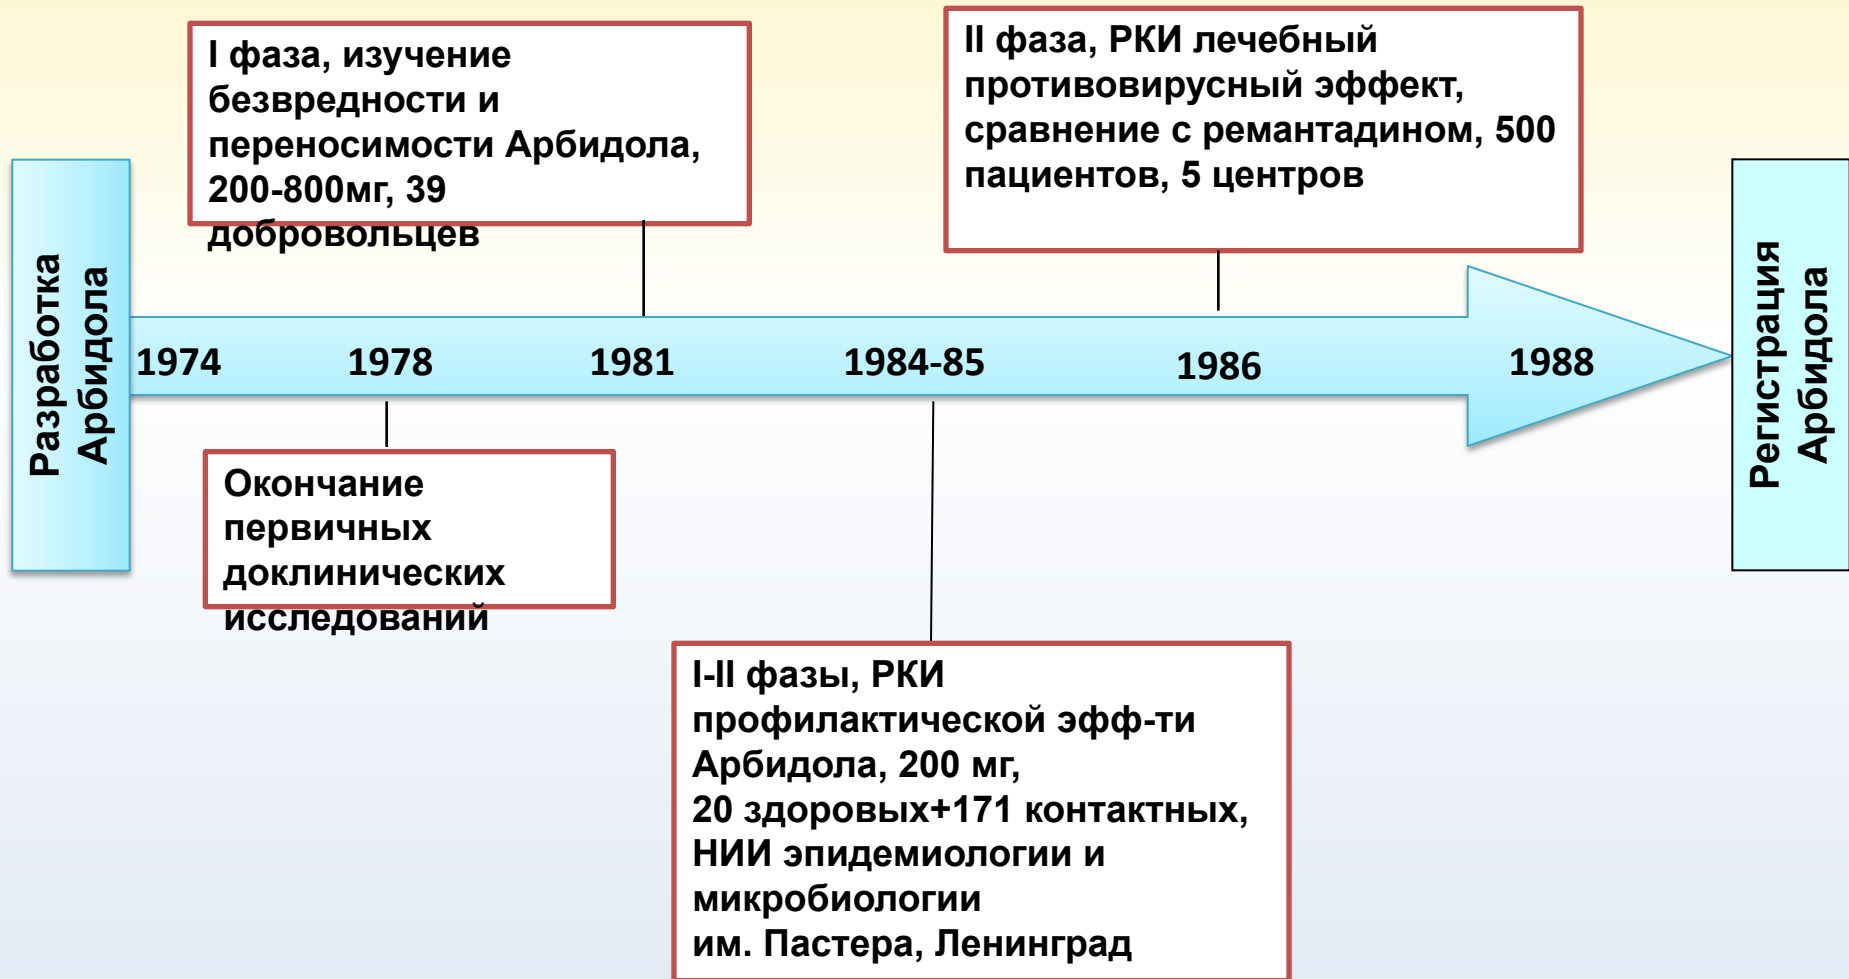 I фаза, изучение
безвредности и
переносимости Арбидола,
200-800мг, 39
добровольцев
II фаза, РКИ лечебный
противовирусный эффект,
сравнение с ремантадином, 500
пациентов, 5 центров
Разработка
Арбидола
1974
1978
1981
1984-85
1986
1988
Регистрация
Арбидола
Окончание
первичных
доклинических
исследований
I-II фазы, РКИ
профилактической эфф-ти
Арбидола, 200 мг,
20 здоровых+171 контактных,
НИИ эпидемиологии и
микробиологии
им. Пастера, Ленинград